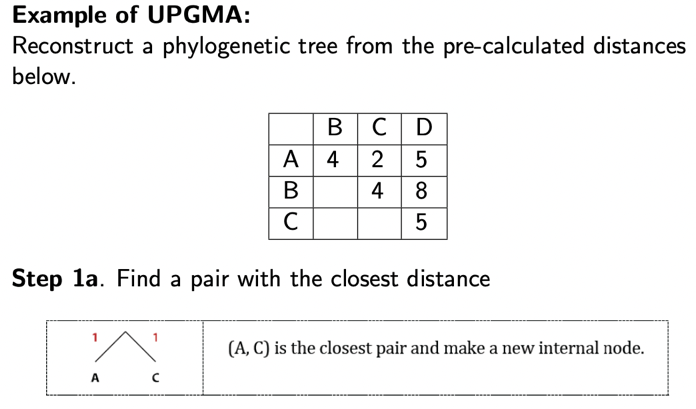 Example of UPGMA:
Reconstruct a phylogenetic tree from the pre-calculated distances
below.
B C D
A 4 2 5
B 4 8
C 5
Step 1a. Find a pair with the closest distance
1 1
(A, C) is the closest pair and make a new internal node.
A C